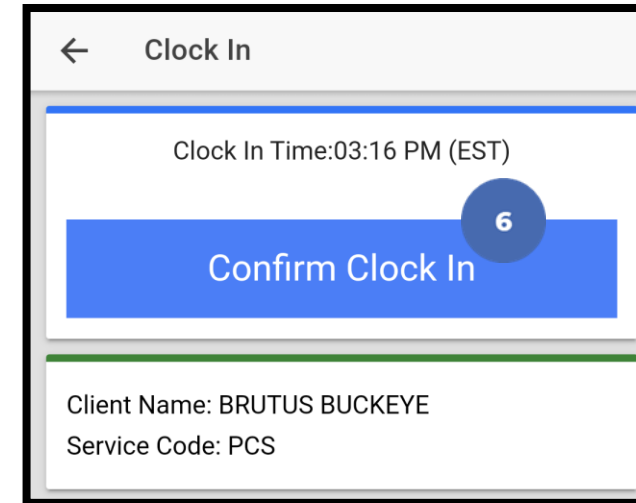 Clock In
Clock In Time:03:16 PM (EST)
6
Confirm Clock In
Client Name: BRUTUS BUCKEYE
Service Code: PCS